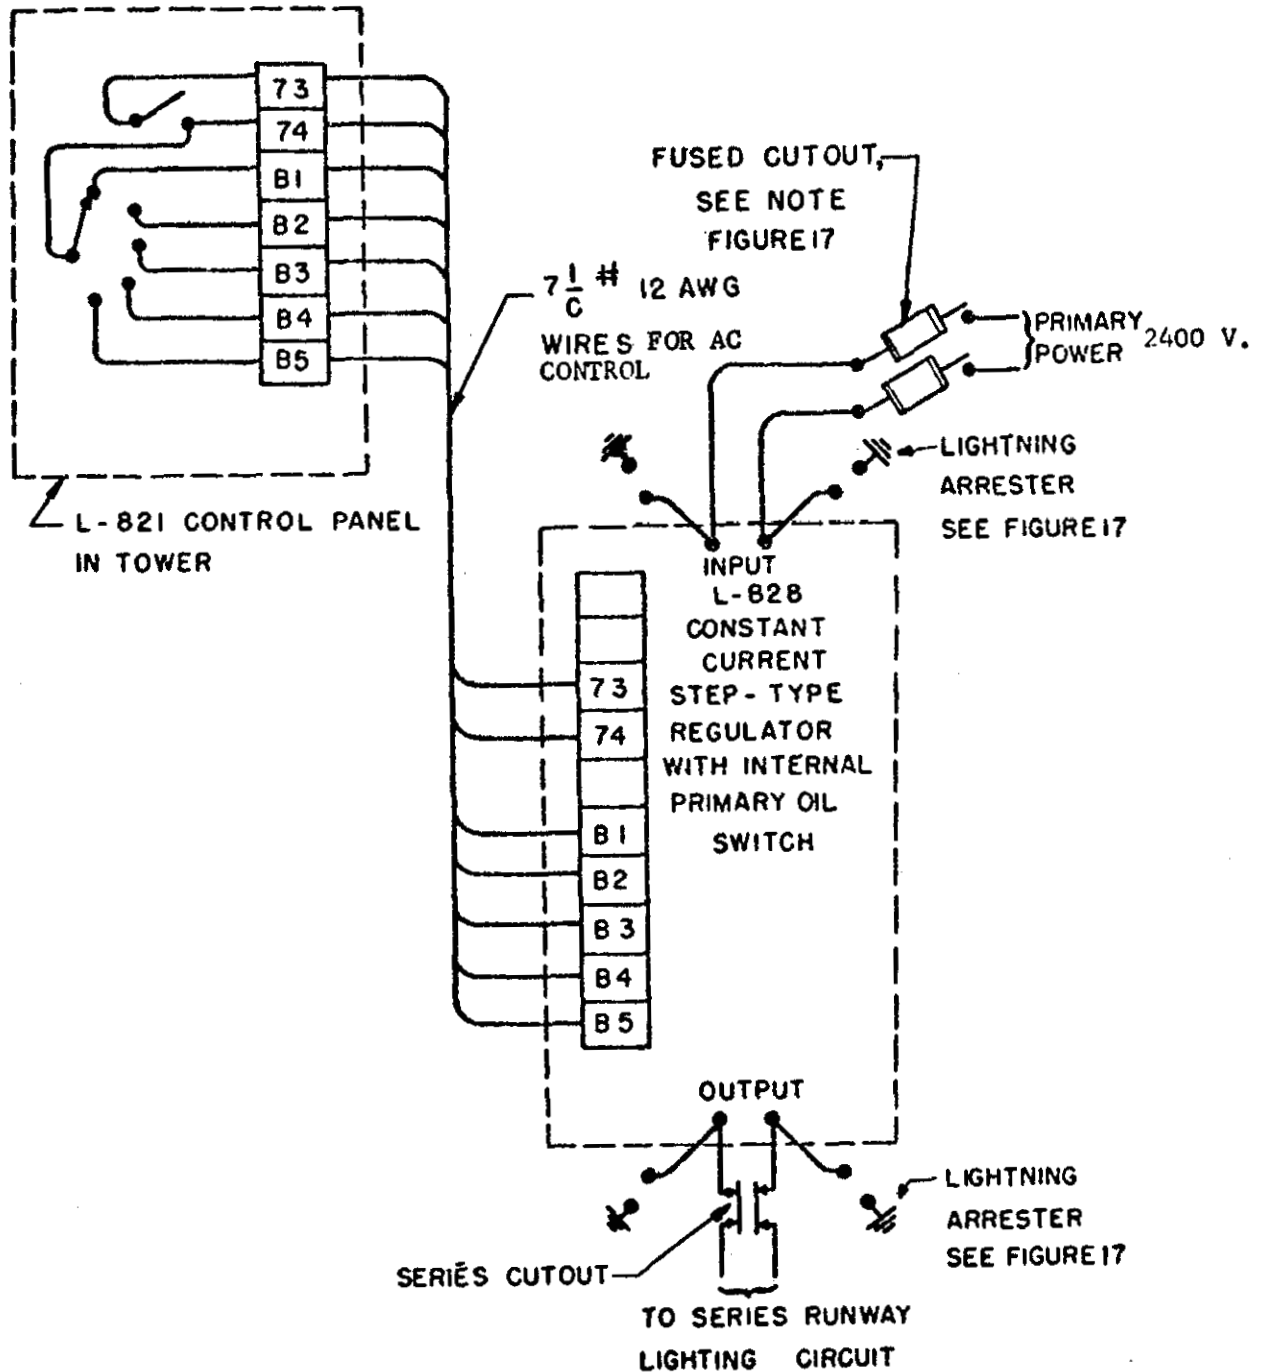 73
74
B1
B2
B3
B4
B5
L-821 CONTROL PANEL
IN TOWER
7 1/C # 12 AWG
WIRES FOR AC
CONTROL
FUSED CUTOUT,
SEE NOTE
FIGURE 17
PRIMARY
POWER
2400 V.
LIGHTNING
ARRESTER
SEE FIGURE 17
INPUT
L-828
CONSTANT
CURRENT
STEP-TYPE
REGULATOR
WITH INTERNAL
PRIMARY OIL
SWITCH
73
74
B1
B2
B3
B4
B5
OUTPUT
LIGHTNING
ARRESTER
SEE FIGURE 17
SERIES CUTOUT
TO SERIES RUNWAY
LIGHTING CIRCUIT